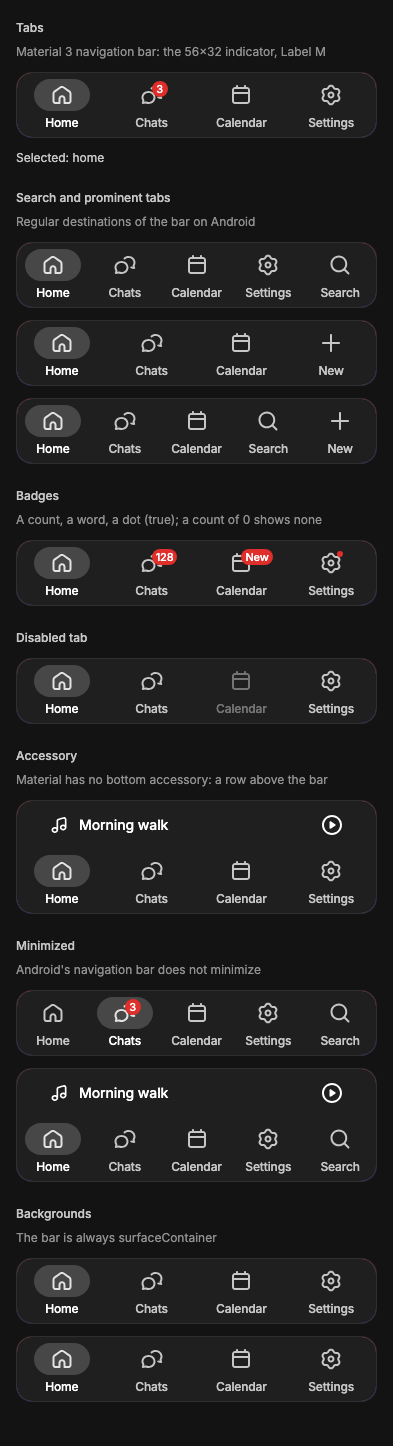 Tabs
Material 3 navigation bar: the 56×32 indicator, Label M
3
Home Chats Calendar Settings
Selected: home
Search and prominent tabs
Regular destinations of the bar on Android
Home Chats Calendar Settings Search
Home Chats Calendar New
Home Chats Calendar Search New
Badges
A count, a word, a dot (true); a count of 0 shows none
128 New
Home Chats Calendar Settings
Disabled tab
Home Chats Calendar Settings
Accessory
Material has no bottom accessory: a row above the bar
Morning walk
Home Chats Calendar Settings
Minimized
Android's navigation bar does not minimize
3
Home Chats Calendar Settings Search
Morning walk
Home Chats Calendar Settings Search
Backgrounds
The bar is always surfaceContainer
Home Chats Calendar Settings
Home Chats Calendar Settings